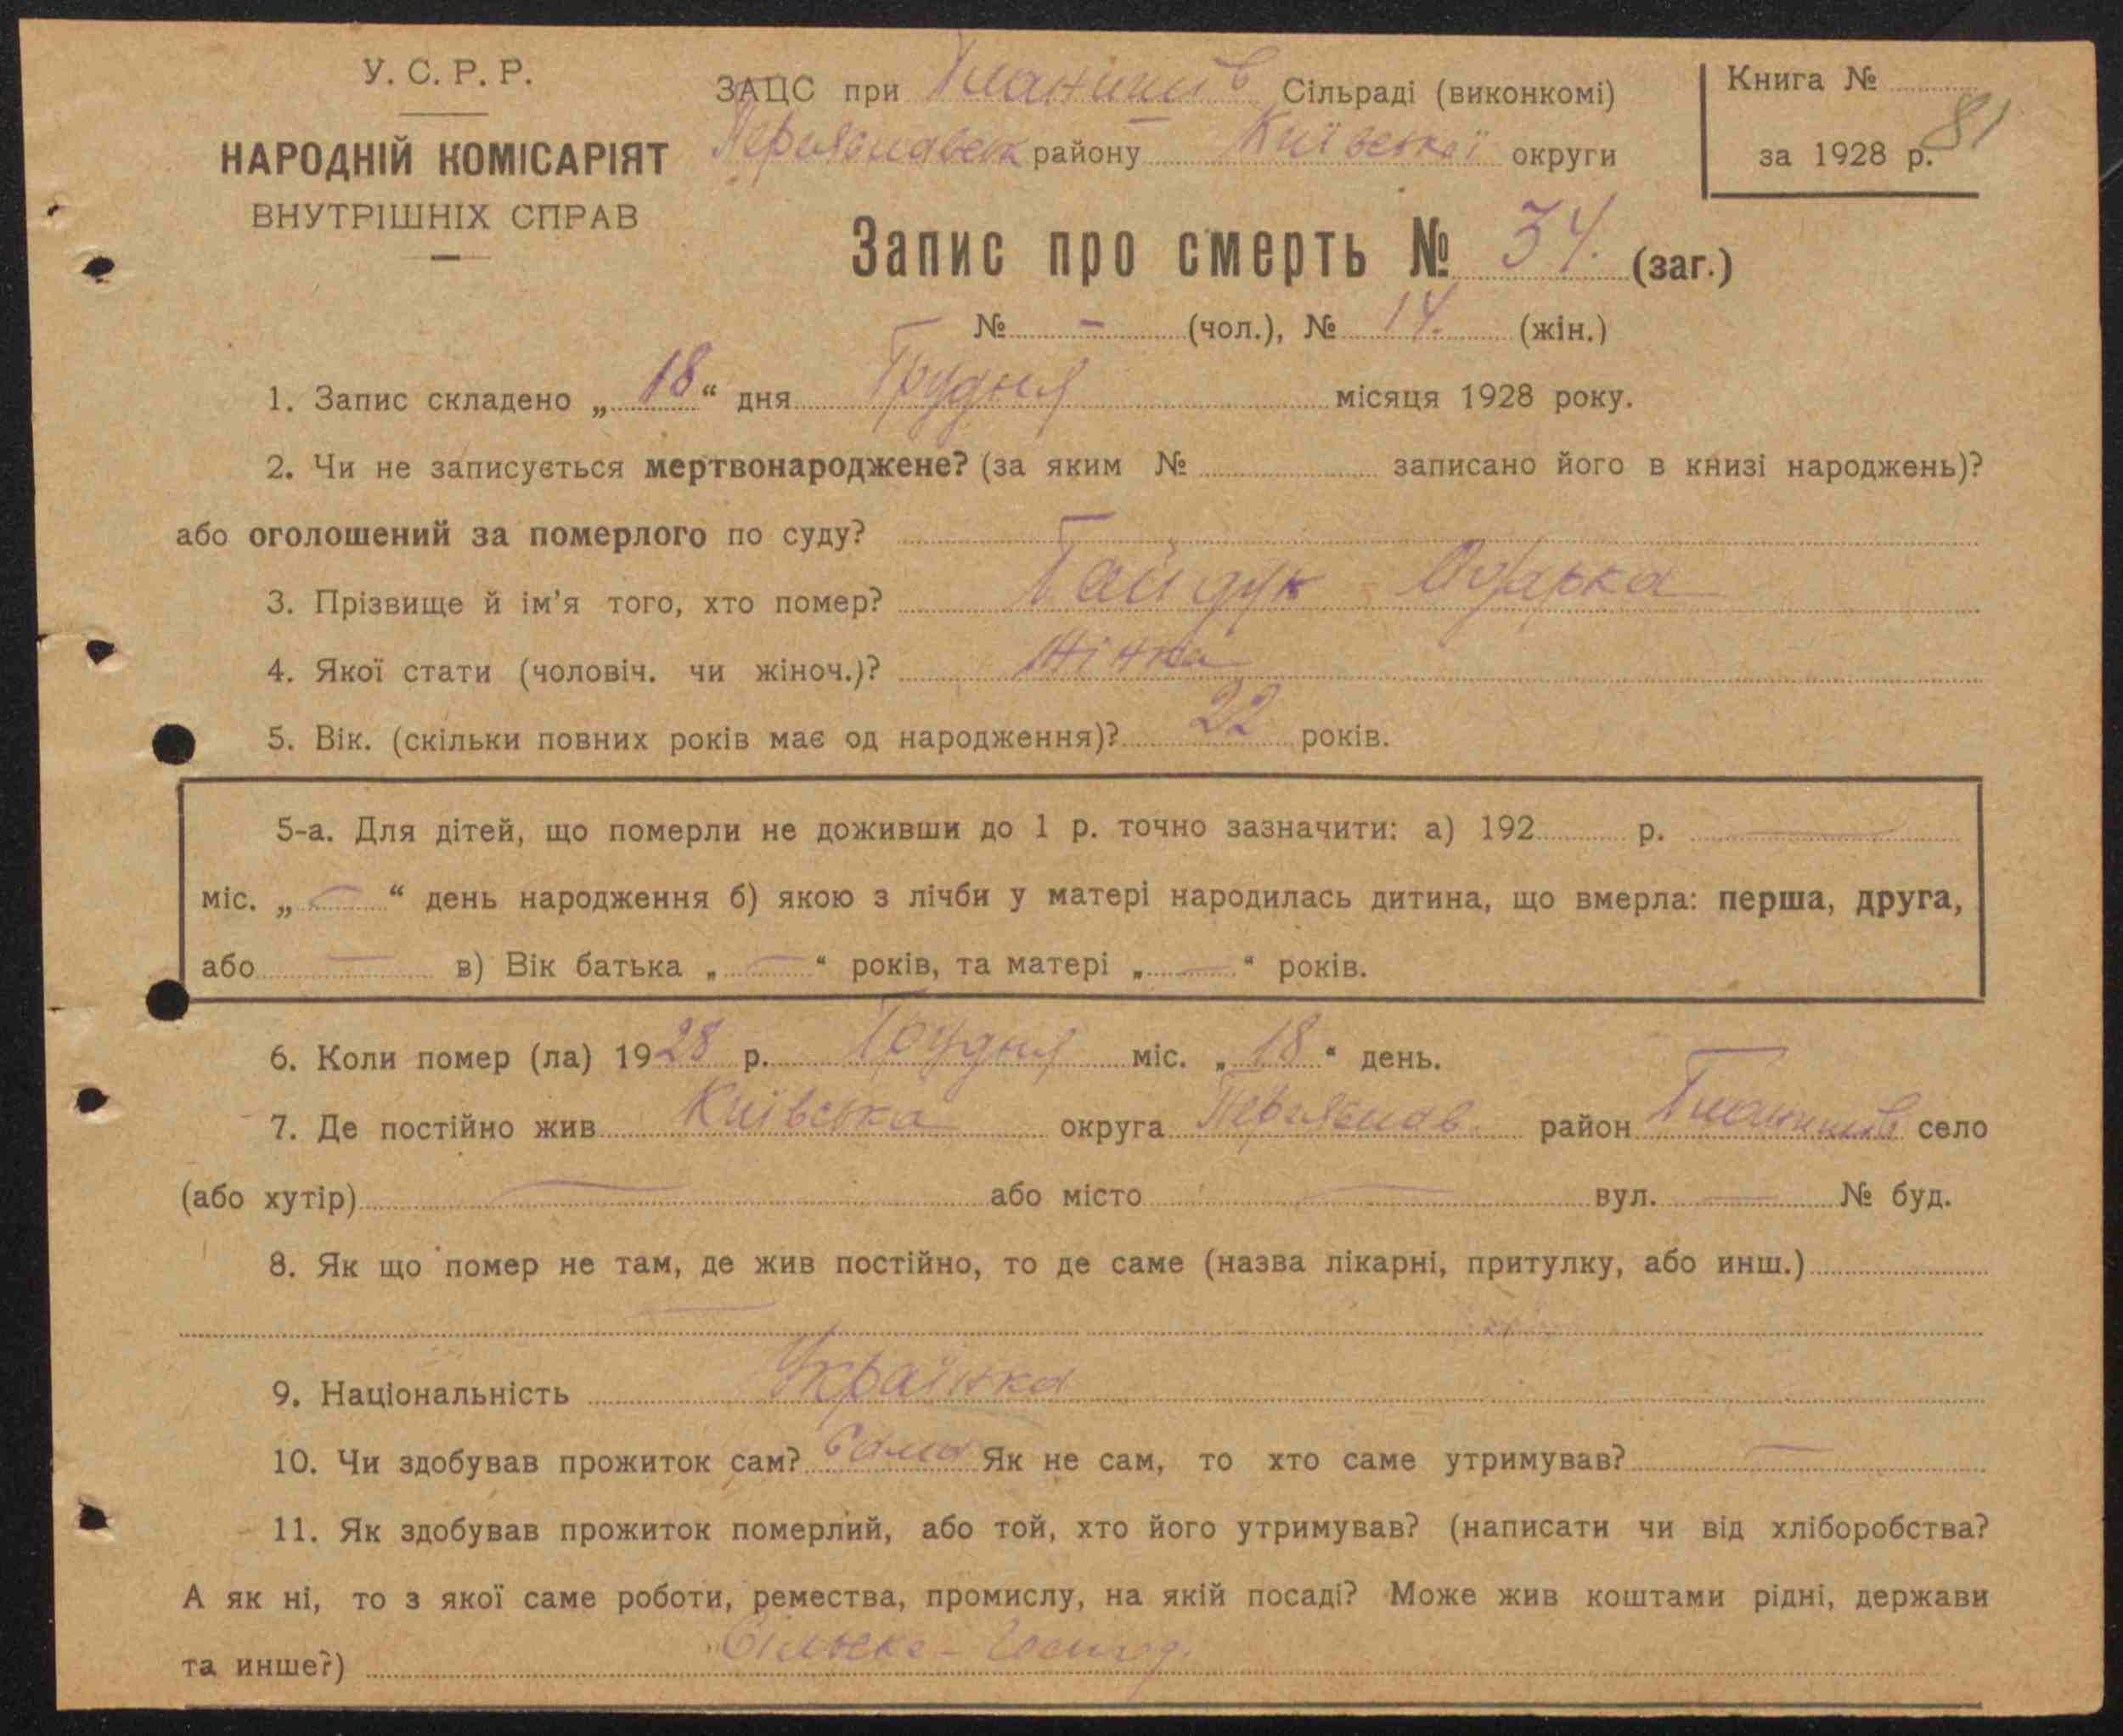 У. С. Р. Р.
НАРОДНІЙ КОМІСАРІЯТ
ВНУТРІШНІХ СПРАВ
ЗАЦС при Сільраді (виконкомі)
Переяславськ району Київської округи
Книга №
81
за 1928 р.
Запис про смерть № 34. (заг.)
№ – (чол.), № 14. (жін.)
1. Запис складено „18“ дня Грудня місяця 1928 року.
2. Чи не записується мертвонароджене? (за яким № записано його в книзі народжень)?
або оголошений за померлого по суду? —
3. Прізвище й ім'я того, хто помер? Гайдук Одарка
4. Якої стати (чоловіч. чи жіноч.)? Жінка
5. Вік. (скільки повних років має од народження)? 22 років.
5-а. Для дітей, що померли не доживши до 1 р. точно зазначити: а) 192 р. —
міс. „—“ день народження б) якою з лічби у матері народилась дитина, що вмерла: перша, друга,
або — в) Вік батька „—“ років, та матері „—“ років.
6. Коли помер (ла) 1928 р. Грудня міс. „18“ день.
7. Де постійно жив Київська округа Переяслав. район село
(або хутір) — або місто — вул. — № буд.
8. Як що помер не там, де жив постійно, то де саме (назва лікарні, притулку, або инш.)
—
9. Національність Українка
10. Чи здобував прожиток сам? Сама Як не сам, то хто саме утримував? —
11. Як здобував прожиток померлий, або той, хто його утримував? (написати чи від хліборобства?
А як ні, то з якої саме роботи, ремества, промислу, на якій посаді? Може жив коштами рідні, держави
та инше?) Сільське-Господ.